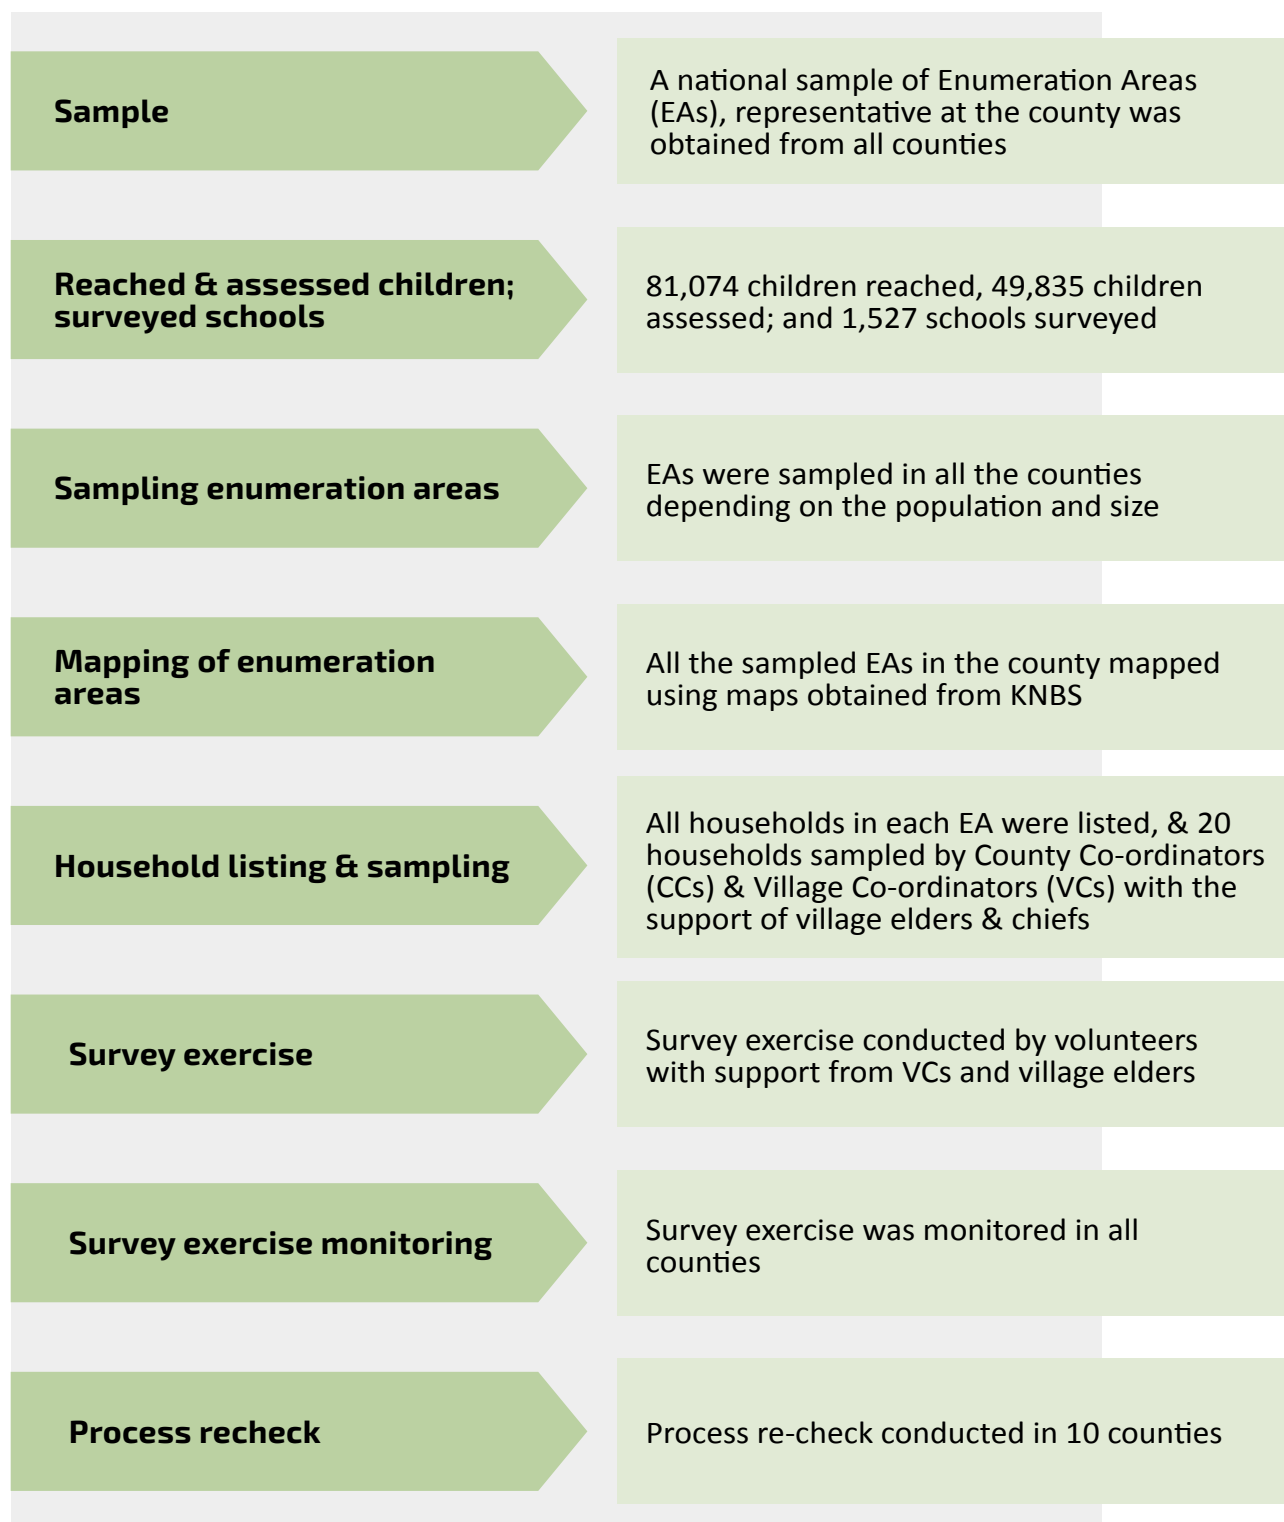 Sample
A national sample of Enumeration Areas
(EAs), representative at the county was
obtained from all counties
Reached & assessed children;
surveyed schools
81,074 children reached, 49,835 children
assessed; and 1,527 schools surveyed
Sampling enumeration areas
EAs were sampled in all the counties
depending on the population and size
Mapping of enumeration
areas
All the sampled EAs in the county mapped
using maps obtained from KNBS
Household listing & sampling
All households in each EA were listed, & 20
households sampled by County Co-ordinators
(CCs) & Village Co-ordinators (VCs) with the
support of village elders & chiefs
Survey exercise
Survey exercise conducted by volunteers
with support from VCs and village elders
Survey exercise monitoring
Survey exercise was monitored in all
counties
Process recheck
Process re-check conducted in 10 counties